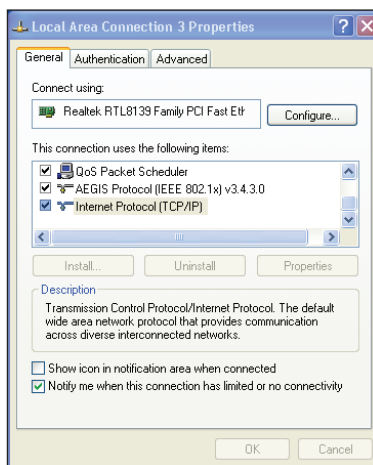 Local Area Connection 3 Properties
General Authentication Advanced
Connect using:
Realtek RTL8139 Family PCI Fast Eth
Configure...
This connection uses the following items:
QoS Packet Scheduler
AEGIS Protocol (IEEE 802.1x) v3.4.3.0
Internet Protocol (TCP/IP)
Install... Uninstall Properties
Description
Transmission Control Protocol/Internet Protocol. The default
wide area network protocol that provides communication
across diverse interconnected networks.
Show icon in notification area when connected
Notify me when this connection has limited or no connectivity
OK Cancel